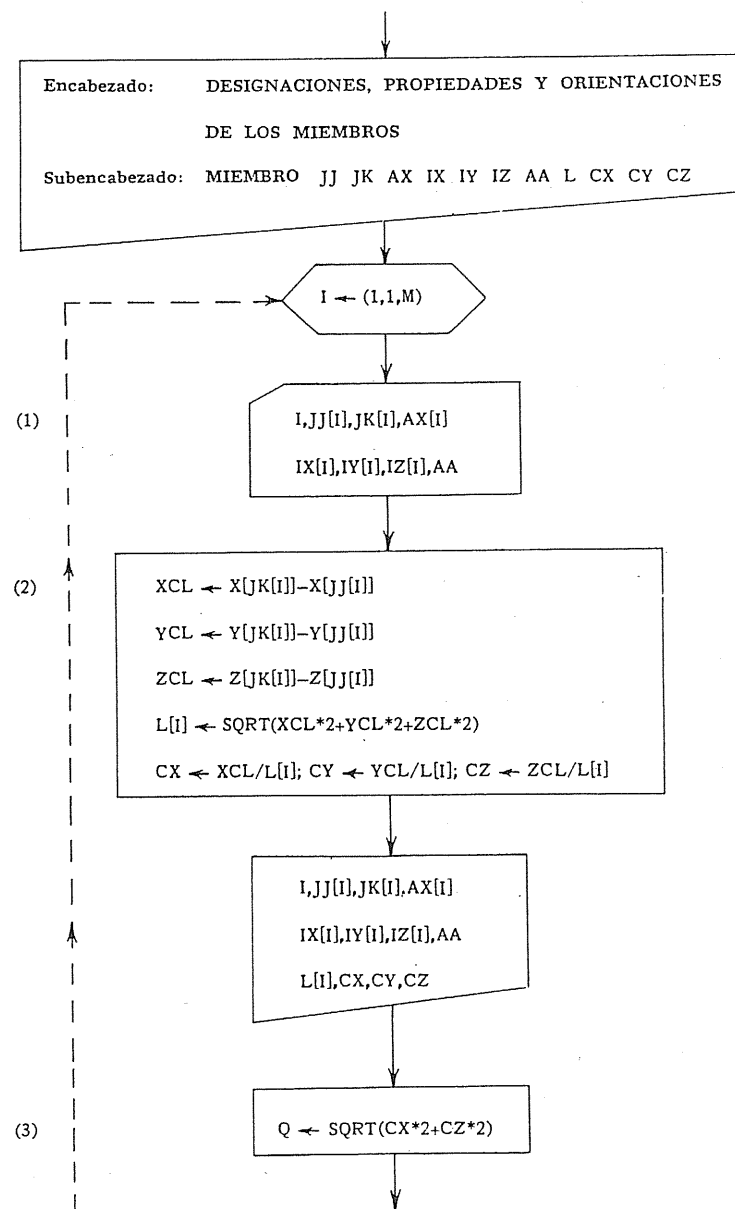 Encabezado: DESIGNACIONES, PROPIEDADES Y ORIENTACIONES
DE LOS MIEMBROS
Subencabezado: MIEMBRO JJ JK AX IX IY IZ AA L CX CY CZ
I ← (1,1,M)
(1)
I,JJ[I],JK[I],AX[I]
IX[I],IY[I],IZ[I],AA
(2)
XCL ← X[JK[I]]–X[JJ[I]]
YCL ← Y[JK[I]]–Y[JJ[I]]
ZCL ← Z[JK[I]]–Z[JJ[I]]
L[I] ← SQRT(XCL*2+YCL*2+ZCL*2)
CX ← XCL/L[I]; CY ← YCL/L[I]; CZ ← ZCL/L[I]
I,JJ[I],JK[I],AX[I]
IX[I],IY[I],IZ[I],AA
L[I],CX,CY,CZ
(3)
Q ← SQRT(CX*2+CZ*2)